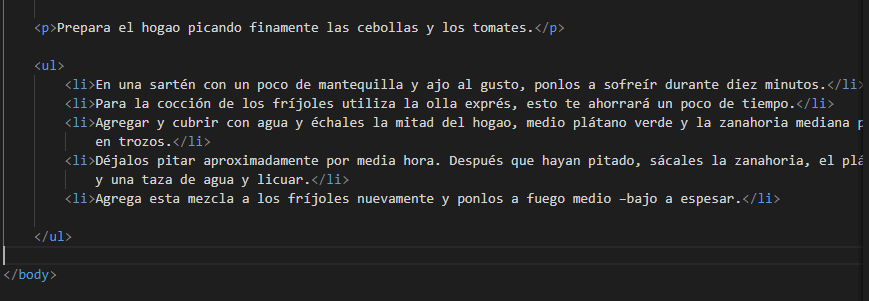 <p>Prepara el hogao picando finamente las cebollas y los tomates.</p>
<ul>
<li>En una sartén con un poco de mantequilla y ajo al gusto, ponlos a sofreír durante diez minutos.</li>
<li>Para la cocción de los fríjoles utiliza la olla exprés, esto te ahorrará un poco de tiempo.</li>
<li>Agregar y cubrir con agua y échales la mitad del hogao, medio plátano verde y la zanahoria mediana
en trozos.</li>
<li>Déjalos pitar aproximadamente por media hora. Después que hayan pitado, sácales la zanahoria, el
y una taza de agua y licuar.</li>
<li>Agrega esta mezcla a los fríjoles nuevamente y ponlos a fuego medio –bajo a espesar.</li>
</ul>
</body>